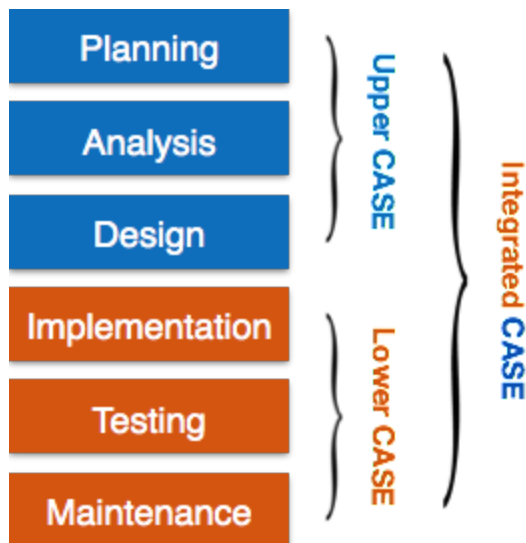 Planning
Analysis
Design
Implementation
Testing
Maintenance
Upper CASE
Lower CASE
Integrated CASE